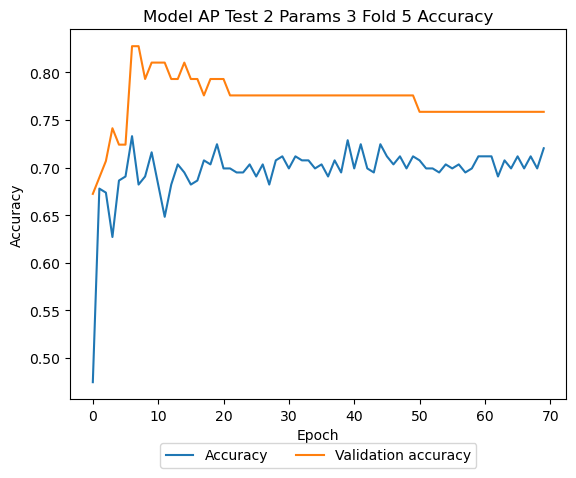 Model AP Test 2 Params 3 Fold 5 Accuracy
Accuracy
0.80
0.75
0.70
0.65
0.60
0.55
0.50
0 10 20 30 40 50 60 70
Epoch
Accuracy Validation accuracy